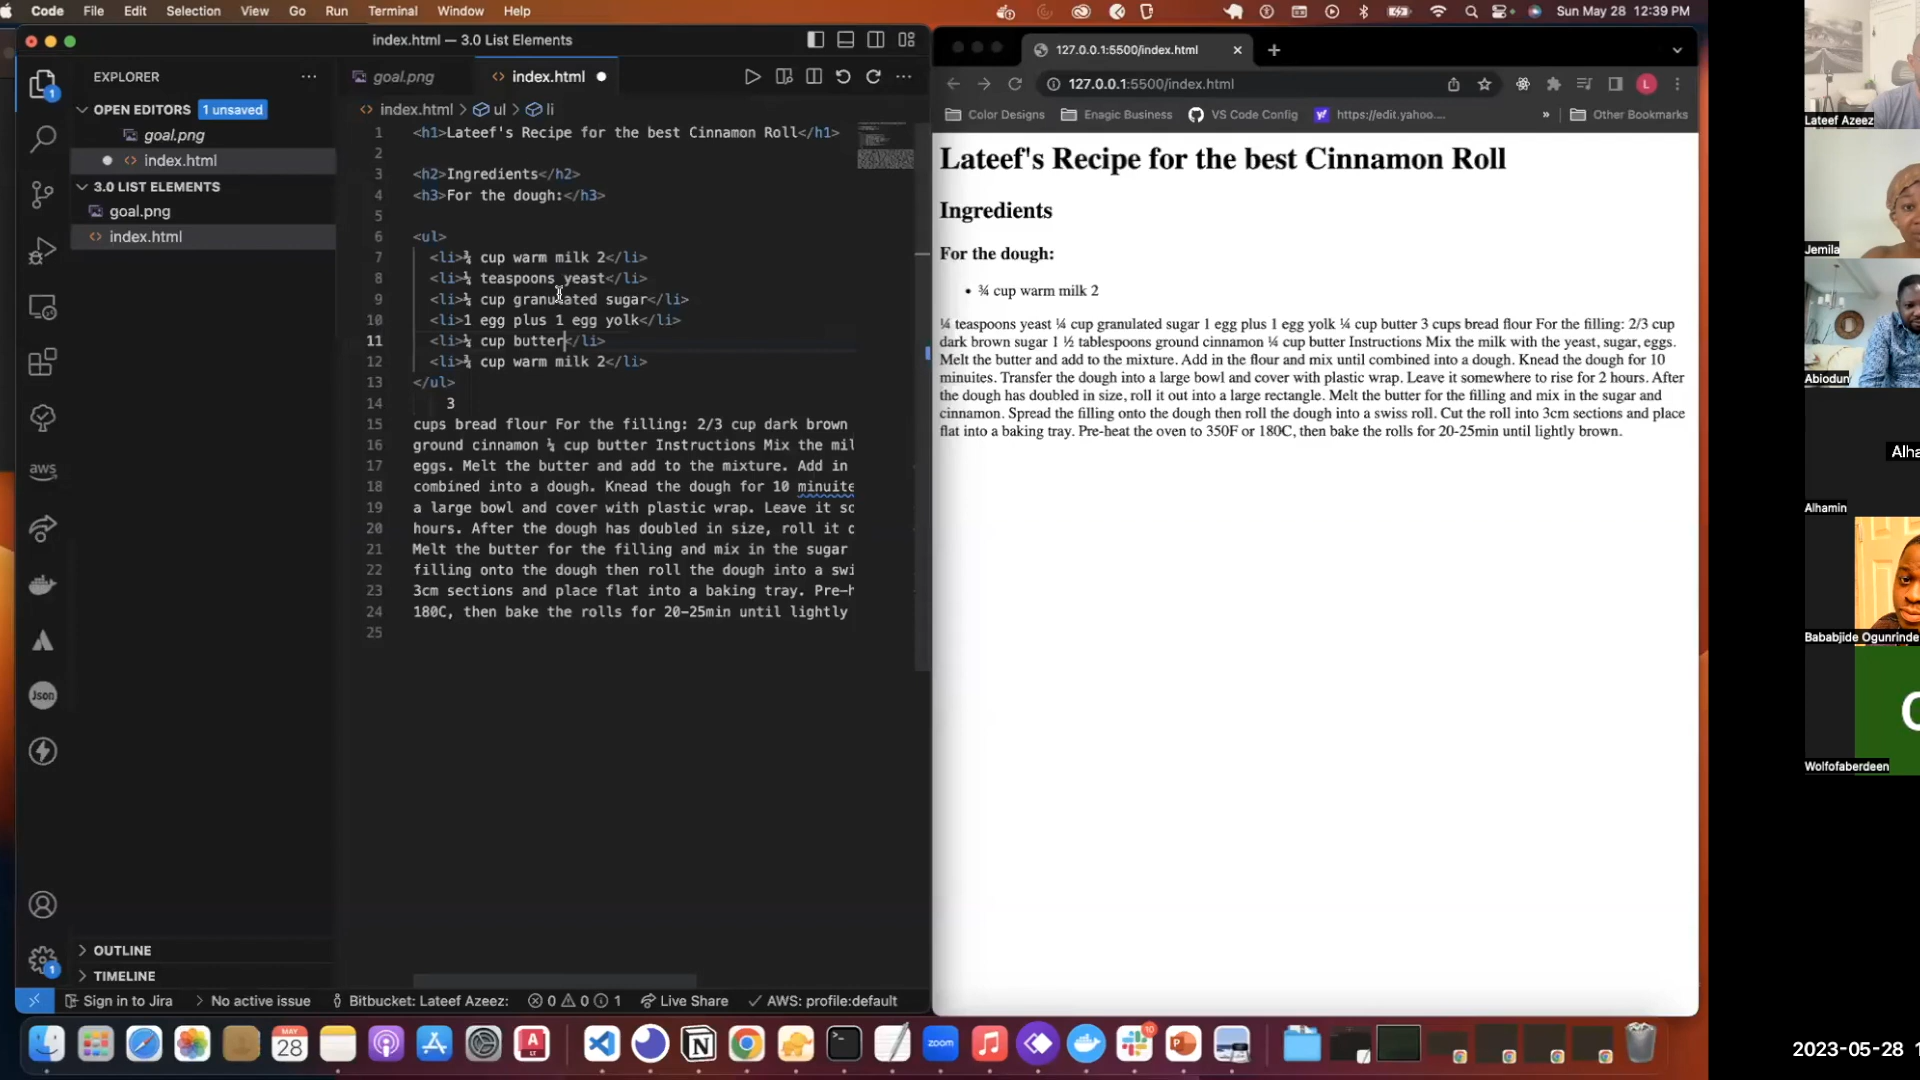 Code File Edit Selection View Go Run Terminal Window Help
Sun May 28 12:39 PM
index.html — 3.0 List Elements
EXPLORER
OPEN EDITORS 1 unsaved
goal.png
index.html
3.0 LIST ELEMENTS
goal.png
index.html
goal.png
index.html
index.html > ul > li
1 <h1>Lateef's Recipe for the best Cinnamon Roll</h1>
2
3 <h2>Ingredients</h2>
4 <h3>For the dough:</h3>
5
6 <ul>
7 <li>¾ cup warm milk 2</li>
8 <li>¼ teaspoons yeast</li>
9 <li>¼ cup granulated sugar</li>
10 <li>1 egg plus 1 egg yolk</li>
11 <li>¼ cup butter</li>
12 <li>¾ cup warm milk 2</li>
13 </ul>
14 3
15 cups bread flour For the filling: 2/3 cup dark brown
16 ground cinnamon ¼ cup butter Instructions Mix the mil
17 eggs. Melt the butter and add to the mixture. Add in
18 combined into a dough. Knead the dough for 10 minuite
19 a large bowl and cover with plastic wrap. Leave it so
20 hours. After the dough has doubled in size, roll it o
21 Melt the butter for the filling and mix in the sugar
22 filling onto the dough then roll the dough into a swi
23 3cm sections and place flat into a baking tray. Pre-h
24 180C, then bake the rolls for 20-25min until lightly
25
aws
Json
OUTLINE
TIMELINE
Sign in to Jira No active issue Bitbucket: Lateef Azeez: 0 0 1 Live Share AWS: profile:default
127.0.0.1:5500/index.html
127.0.0.1:5500/index.html
L
Color Designs Enagic Business VS Code Config https://edit.yahoo.... » Other Bookmarks
Lateef's Recipe for the best Cinnamon Roll
Ingredients
For the dough:
• ¾ cup warm milk 2
¼ teaspoons yeast ¼ cup granulated sugar 1 egg plus 1 egg yolk ¼ cup butter 3 cups bread flour For the filling: 2/3 cup
dark brown sugar 1 ½ tablespoons ground cinnamon ¼ cup butter Instructions Mix the milk with the yeast, sugar, eggs.
Melt the butter and add to the mixture. Add in the flour and mix until combined into a dough. Knead the dough for 10
minuites. Transfer the dough into a large bowl and cover with plastic wrap. Leave it somewhere to rise for 2 hours. After
the dough has doubled in size, roll it out into a large rectangle. Melt the butter for the filling and mix in the sugar and
cinnamon. Spread the filling onto the dough then roll the dough into a swiss roll. Cut the roll into 3cm sections and place
flat into a baking tray. Pre-heat the oven to 350F or 180C, then bake the rolls for 20-25min until lightly brown.
Lateef Azeez
Jemila
Abiodun
Alha
Alhamin
Bababjide Ogunrinde
Wolfofaberdeen
MAY
28
zoom
10
2023-05-28 1